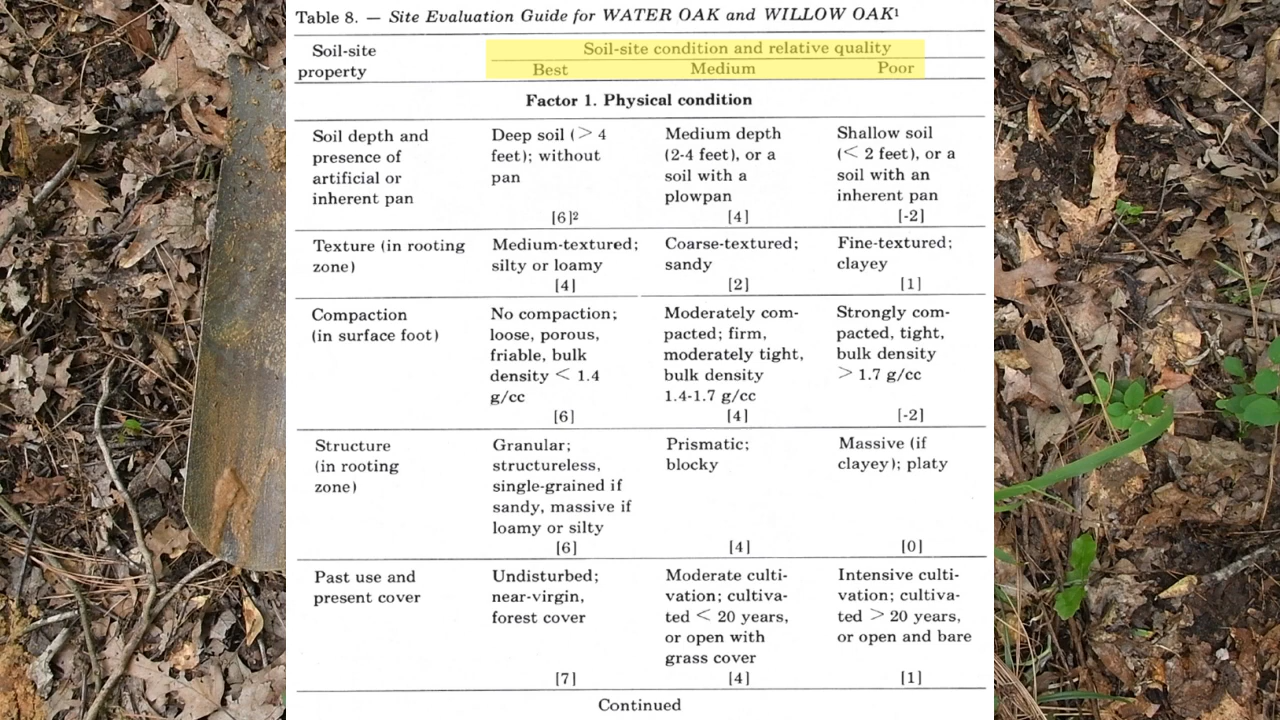 Table 8. — Site Evaluation Guide for WATER OAK and WILLOW OAK¹
Soil-site property
Soil-site condition and relative quality
Best Medium Poor
Factor 1. Physical condition
Soil depth and
presence of
artificial or
inherent pan
Deep soil (> 4
feet); without
pan
[6]²
Medium depth
(2-4 feet), or a
soil with a
plowpan
[4]
Shallow soil
(< 2 feet), or a
soil with an
inherent pan
[-2]
Texture (in rooting
zone)
Medium-textured;
silty or loamy
[4]
Coarse-textured;
sandy
[2]
Fine-textured;
clayey
[1]
Compaction
(in surface foot)
No compaction;
loose, porous,
friable, bulk
density < 1.4
g/cc
[6]
Moderately com-
pacted; firm,
moderately tight,
bulk density
1.4-1.7 g/cc
[4]
Strongly com-
pacted, tight,
bulk density
> 1.7 g/cc
[-2]
Structure
(in rooting
zone)
Granular;
structureless,
single-grained if
sandy, massive if
loamy or silty
[6]
Prismatic;
blocky
[4]
Massive (if
clayey); platy
[0]
Past use and
present cover
Undisturbed;
near-virgin,
forest cover
[7]
Moderate culti-
vation; cultiva-
ted < 20 years,
or open with
grass cover
[4]
Intensive culti-
vation; cultiva-
ted > 20 years,
or open and bare
[1]
Continued